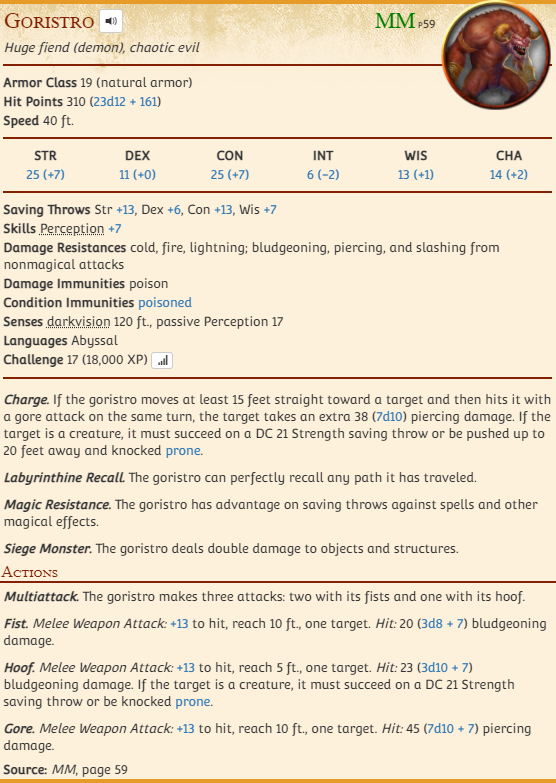 Goristro MM P59
Huge fiend (demon), chaotic evil
Armor Class 19 (natural armor)
Hit Points 310 (23d12 + 161)
Speed 40 ft.
STR DEX CON INT WIS CHA
25 (+7) 11 (+0) 25 (+7) 6 (−2) 13 (+1) 14 (+2)
Saving Throws Str +13, Dex +6, Con +13, Wis +7
Skills Perception +7
Damage Resistances cold, fire, lightning; bludgeoning, piercing, and slashing from
nonmagical attacks
Damage Immunities poison
Condition Immunities poisoned
Senses darkvision 120 ft., passive Perception 17
Languages Abyssal
Challenge 17 (18,000 XP)
Charge. If the goristro moves at least 15 feet straight toward a target and then hits it with
a gore attack on the same turn, the target takes an extra 38 (7d10) piercing damage. If the
target is a creature, it must succeed on a DC 21 Strength saving throw or be pushed up to
20 feet away and knocked prone.
Labyrinthine Recall. The goristro can perfectly recall any path it has traveled.
Magic Resistance. The goristro has advantage on saving throws against spells and other
magical effects.
Siege Monster. The goristro deals double damage to objects and structures.
Actions
Multiattack. The goristro makes three attacks: two with its fists and one with its hoof.
Fist. Melee Weapon Attack: +13 to hit, reach 10 ft., one target. Hit: 20 (3d8 + 7) bludgeoning
damage.
Hoof. Melee Weapon Attack: +13 to hit, reach 5 ft., one target. Hit: 23 (3d10 + 7)
bludgeoning damage. If the target is a creature, it must succeed on a DC 21 Strength
saving throw or be knocked prone.
Gore. Melee Weapon Attack: +13 to hit, reach 10 ft., one target. Hit: 45 (7d10 + 7) piercing
damage.
Source: MM, page 59